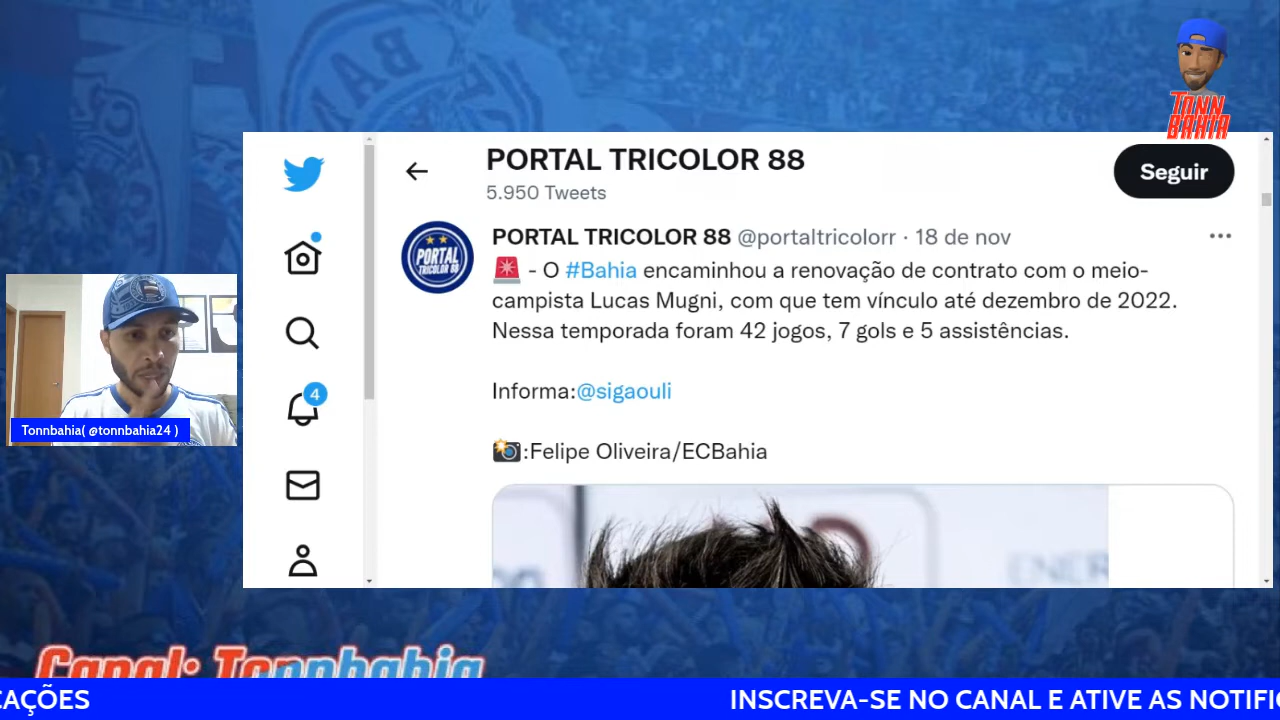 TONN
BAHIA
PORTAL TRICOLOR 88
5.950 Tweets
Seguir
PORTAL TRICOLOR 88 @portaltricolorr · 18 de nov
PORTAL
TRICOLOR 88
🚨 - O #Bahia encaminhou a renovação de contrato com o meio-
campista Lucas Mugni, com que tem vínculo até dezembro de 2022.
Nessa temporada foram 42 jogos, 7 gols e 5 assistências.
4
Informa:@sigaouli
📸:Felipe Oliveira/ECBahia
Tonnbahia( @tonnbahia24 )
Canal: Tonnbahia
CAÇÕES
INSCREVA-SE NO CANAL E ATIVE AS NOTIFIC